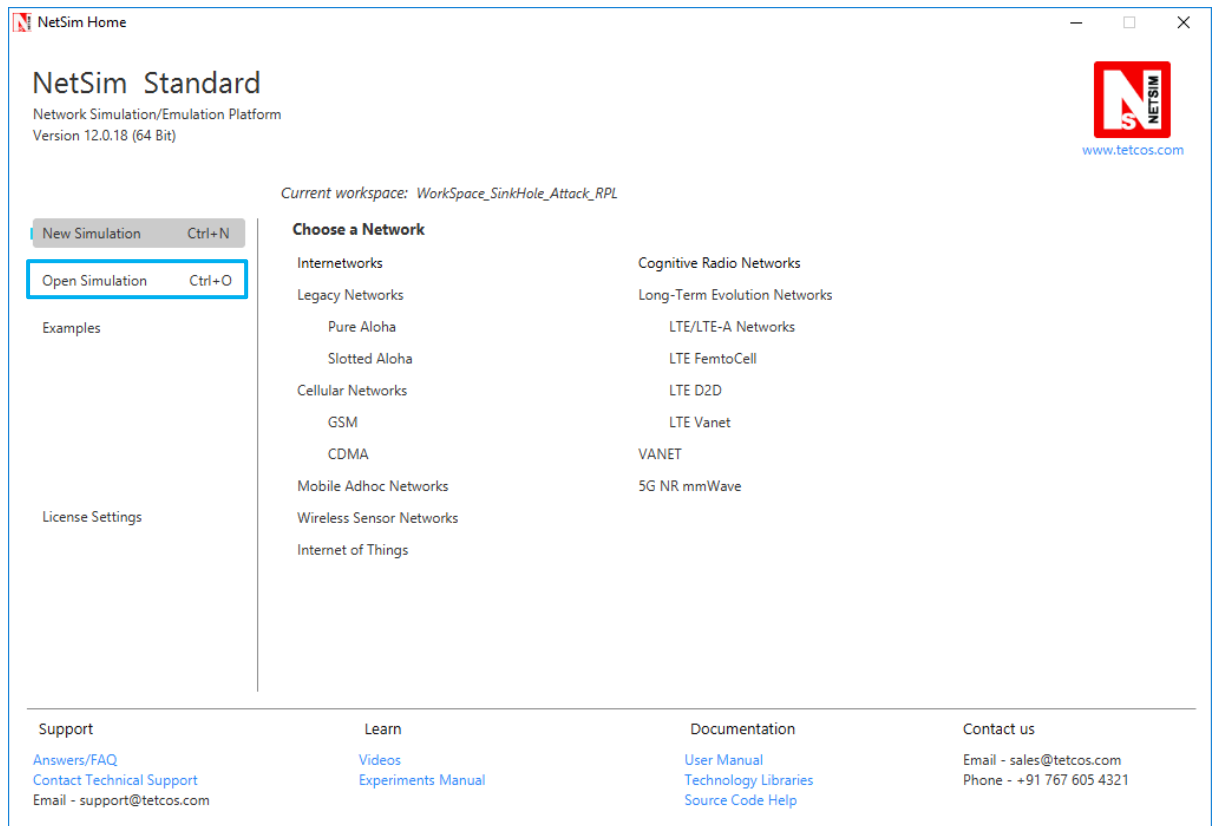 NetSim Home
NetSim Standard
Network Simulation/Emulation Platform
Version 12.0.18 (64 Bit)
N
S
NETSIM
www.tetcos.com
Current workspace: WorkSpace_SinkHole_Attack_RPL
New Simulation Ctrl+N
Open Simulation Ctrl+O
Examples
License Settings
Choose a Network
Internetworks
Legacy Networks
Pure Aloha
Slotted Aloha
Cellular Networks
GSM
CDMA
Mobile Adhoc Networks
Wireless Sensor Networks
Internet of Things
Cognitive Radio Networks
Long-Term Evolution Networks
LTE/LTE-A Networks
LTE FemtoCell
LTE D2D
LTE Vanet
VANET
5G NR mmWave
Support
Answers/FAQ
Contact Technical Support
Email - support@tetcos.com
Learn
Videos
Experiments Manual
Documentation
User Manual
Technology Libraries
Source Code Help
Contact us
Email - sales@tetcos.com
Phone - +91 767 605 4321